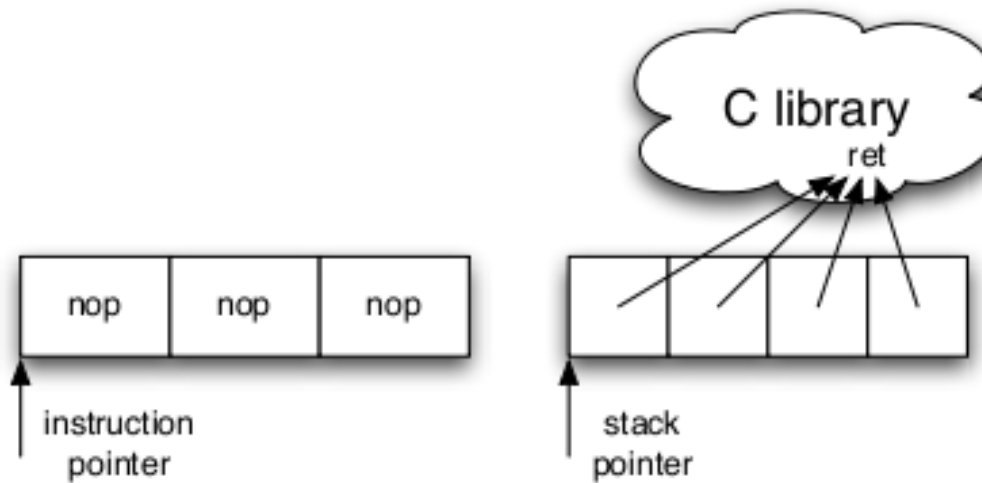 C library
ret
nop nop nop
instruction
pointer
stack
pointer